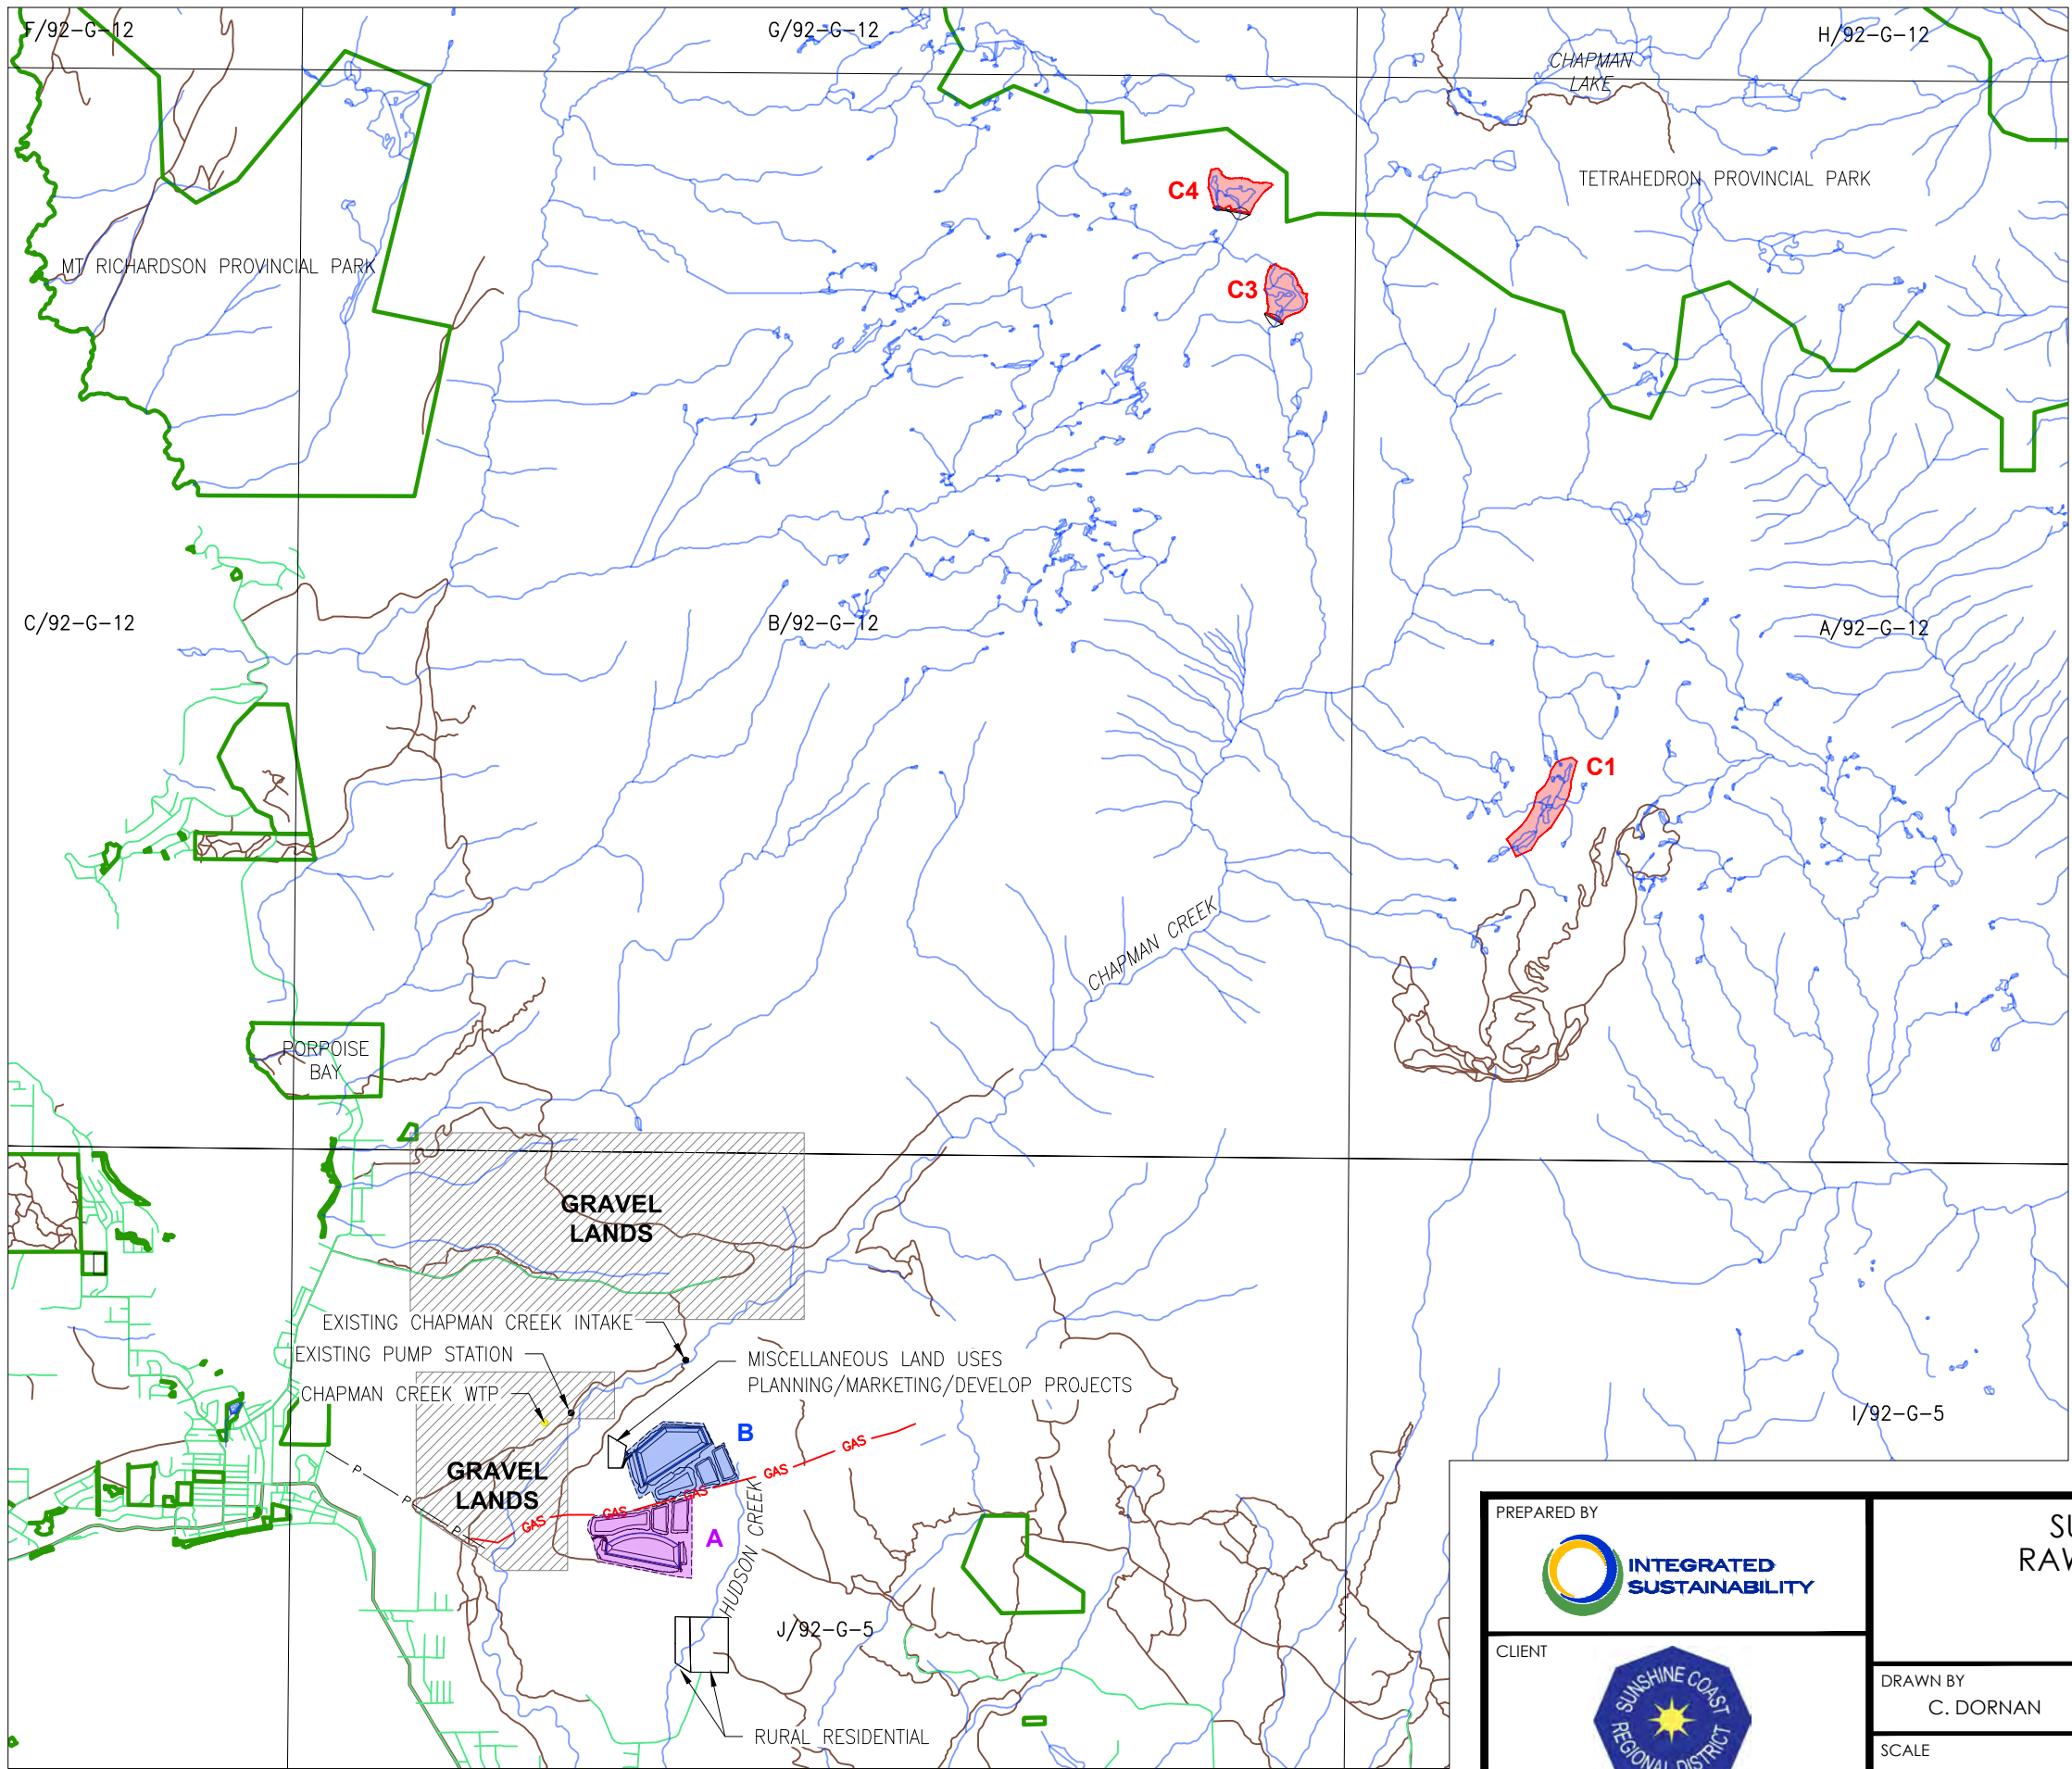 F/92-G-12
G/92-G-12
H/92-G-12
CHAPMAN
LAKE
C4
TETRAHEDRON PROVINCIAL PARK
MT RICHARDSON PROVINCIAL PARK
C3
C/92-G-12
B/92-G-12
A/92-G-12
C1
CHAPMAN CREEK
PORPOISE
BAY
GRAVEL
LANDS
EXISTING CHAPMAN CREEK INTAKE
EXISTING PUMP STATION
CHAPMAN CREEK WTP
MISCELLANEOUS LAND USES
PLANNING/MARKETING/DEVELOP PROJECTS
I/92-G-5
B
GAS
GAS
GAS
GAS
GAS
P
P
P
GRAVEL
LANDS
A
HUDSON CREEK
J/92-G-5
RURAL RESIDENTIAL
PREPARED BY
INTEGRATED
SUSTAINABILITY
CLIENT
SUNSHINE COAST
REGIONAL DISTRICT
SU
RAW
DRAWN BY
C. DORNAN
SCALE